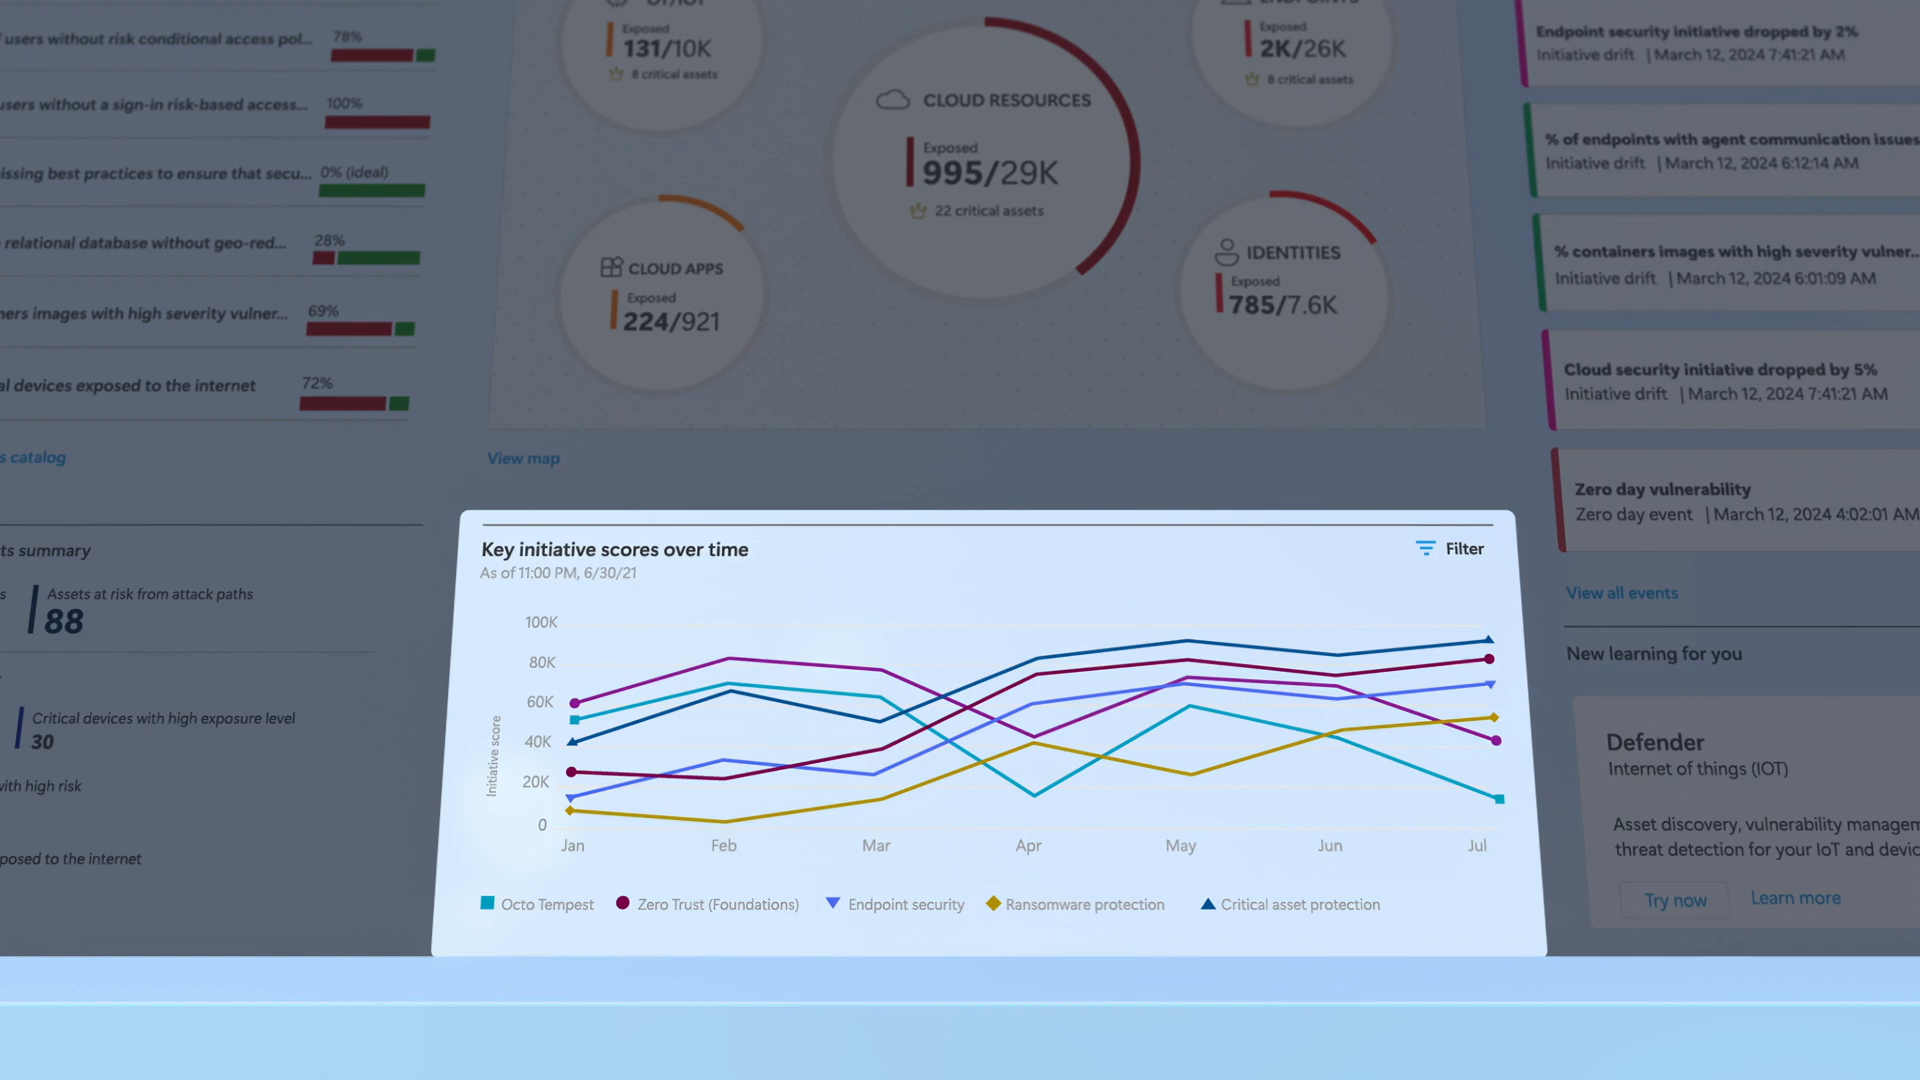 users without risk conditional access pol...
78%
users without a sign-in risk-based access...
100%
issing best practices to ensure that secu...
0% (ideal)
relational database without geo-red...
28%
ers images with high severity vulner...
69%
al devices exposed to the internet
72%
s catalog
ts summary
Assets at risk from attack paths
88
Critical devices with high exposure level
30
with high risk
posed to the internet
Exposed
131/10K
8 critical assets
CLOUD RESOURCES
Exposed
995/29K
22 critical assets
Exposed
2K/26K
8 critical assets
CLOUD APPS
Exposed
224/921
IDENTITIES
Exposed
785/7.6K
View map
Key initiative scores over time
As of 11:00 PM, 6/30/21
Filter
Initiative score
100K
80K
60K
40K
20K
0
Jan Feb Mar Apr May Jun Jul
Octo Tempest Zero Trust (Foundations) Endpoint security Ransomware protection Critical asset protection
Endpoint security initiative dropped by 2%
Initiative drift | March 12, 2024 7:41:21 AM
% of endpoints with agent communication issues
Initiative drift | March 12, 2024 6:12:14 AM
% containers images with high severity vulner...
Initiative drift | March 12, 2024 6:01:09 AM
Cloud security initiative dropped by 5%
Initiative drift | March 12, 2024 7:41:21 AM
Zero day vulnerability
Zero day event | March 12, 2024 4:02:01 AM
View all events
New learning for you
Defender
Internet of things (IOT)
Asset discovery, vulnerability managem
threat detection for your IoT and devic
Try now Learn more